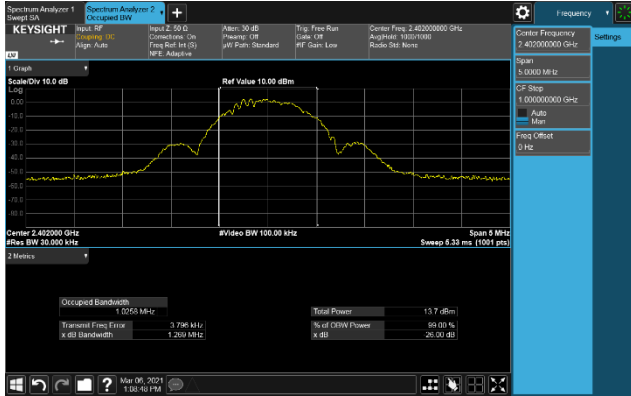 Spectrum Analyzer 1
Swept SA
Spectrum Analyzer 2
Occupied BW
KEYSIGHT
Input: RF
Coupling: DC
Align: Auto
Input Z: 50 Ω
Corrections: On
Freq Ref: Int (S)
NFE: Adaptive
Atten: 30 dB
Preamp: Off
µW Path: Standard
Trig: Free Run
Gate: Off
#IF Gain: Low
Center Freq: 2.402000000 GHz
Avg|Hold: 1000/1000
Radio Std: None
LXI
1 Graph
Scale/Div 10.0 dB
Ref Value 10.00 dBm
Log
0.00
-10.0
-20.0
-30.0
-40.0
-50.0
-60.0
-70.0
-80.0
Center 2.402000 GHz
#Video BW 100.00 kHz
Span 5 MHz
#Res BW 30.000 kHz
Sweep 5.33 ms (1001 pts)
2 Metrics
Occupied Bandwidth
1.0258 MHz
Total Power
13.7 dBm
Transmit Freq Error
3.796 kHz
% of OBW Power
99.00 %
x dB Bandwidth
1.269 MHz
x dB
-26.00 dB
Mar 06, 2021
1:08:48 PM
Frequency
Settings
Center Frequency
2.402000000 GHz
Span
5.0000 MHz
CF Step
1.000000000 GHz
Auto
Man
Freq Offset
0 Hz